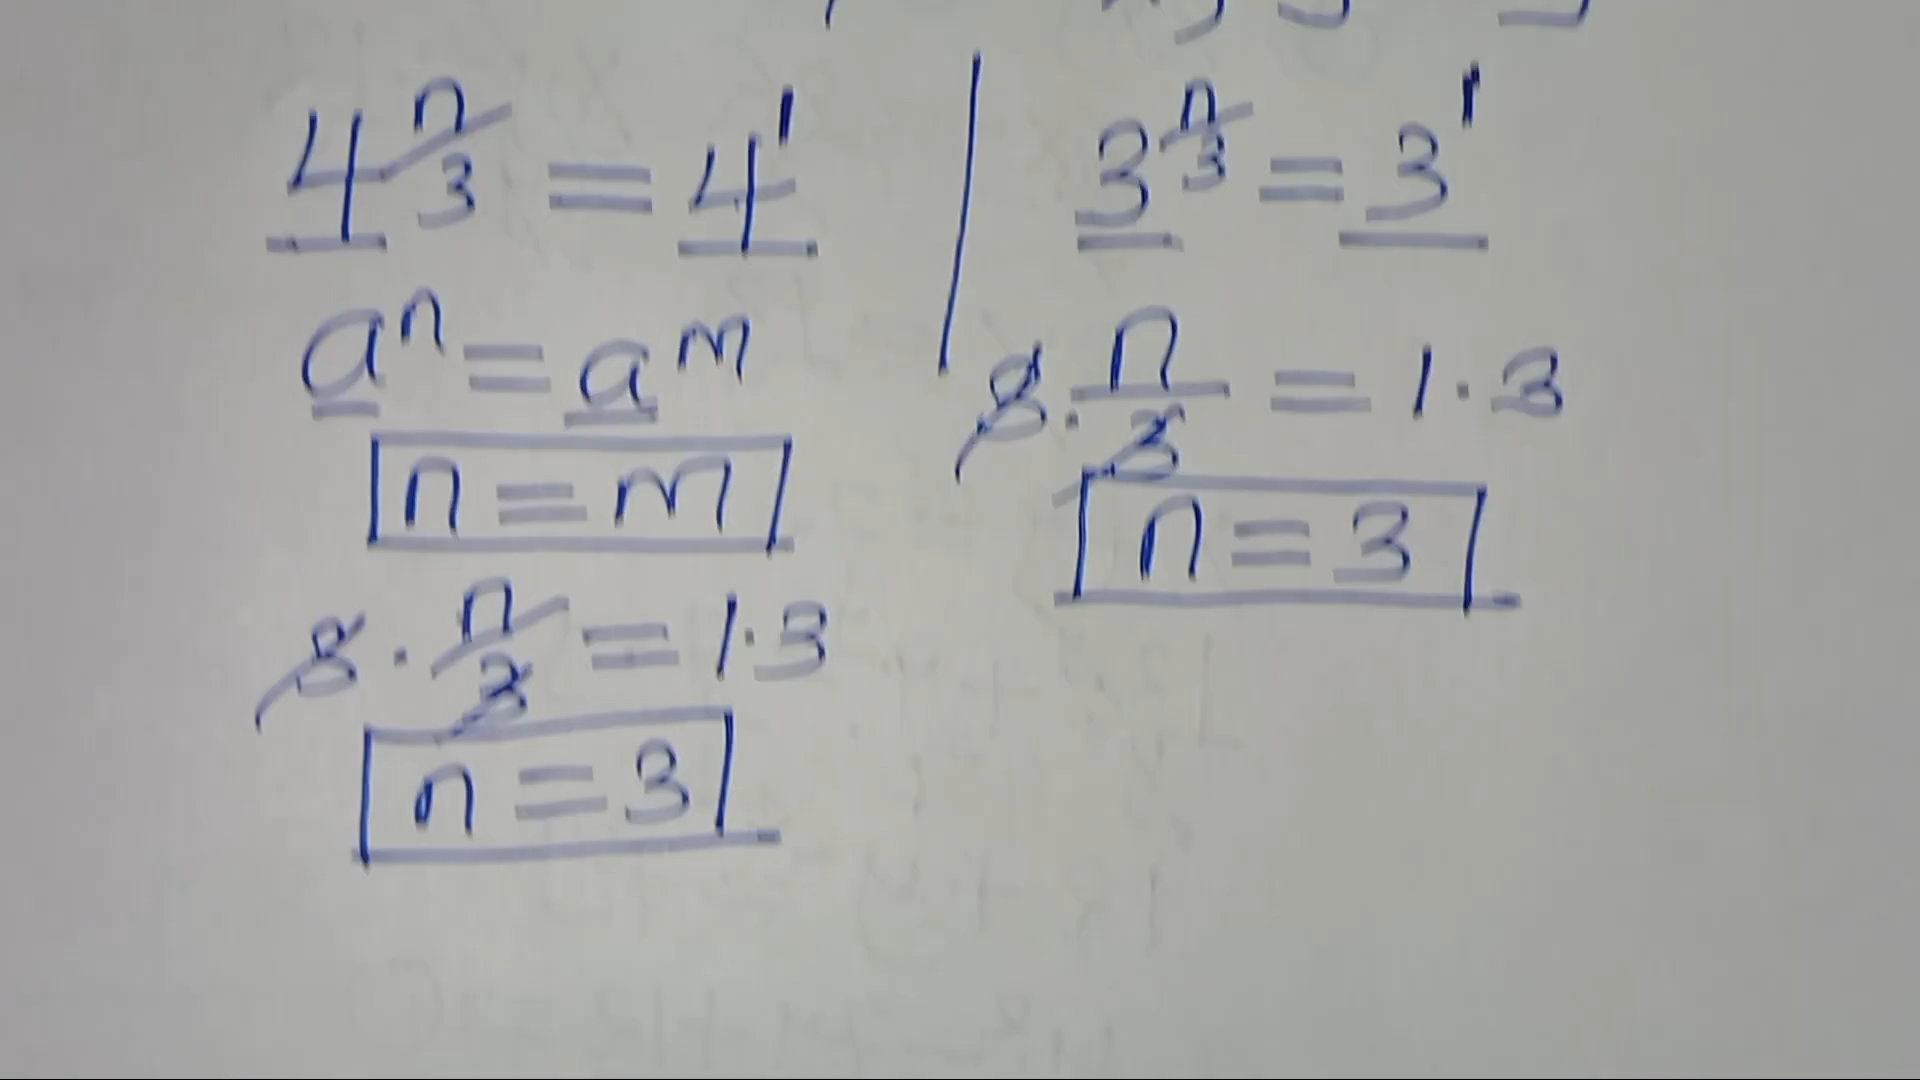 4^(n/3) = 4^1
a^n = a^m
n = m
3 · n/3 = 1 · 3
n = 3
3^(n/3) = 3^1
3 · n/3 = 1 · 3
n = 3